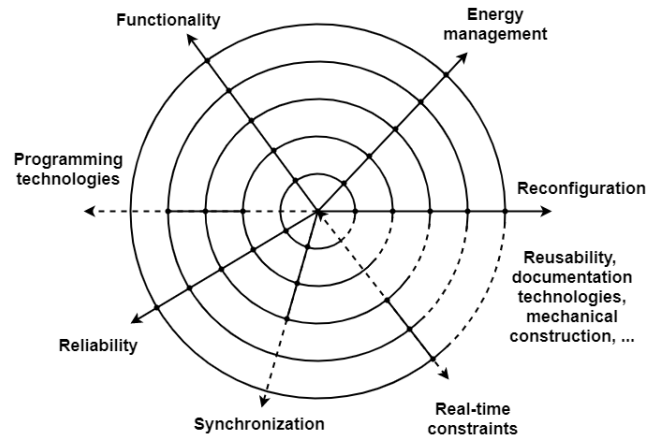 Functionality
Energy
management
Programming
technologies
Reconfiguration
Reusability,
documentation
technologies,
mechanical
construction, ...
Reliability
Synchronization
Real-time
constraints